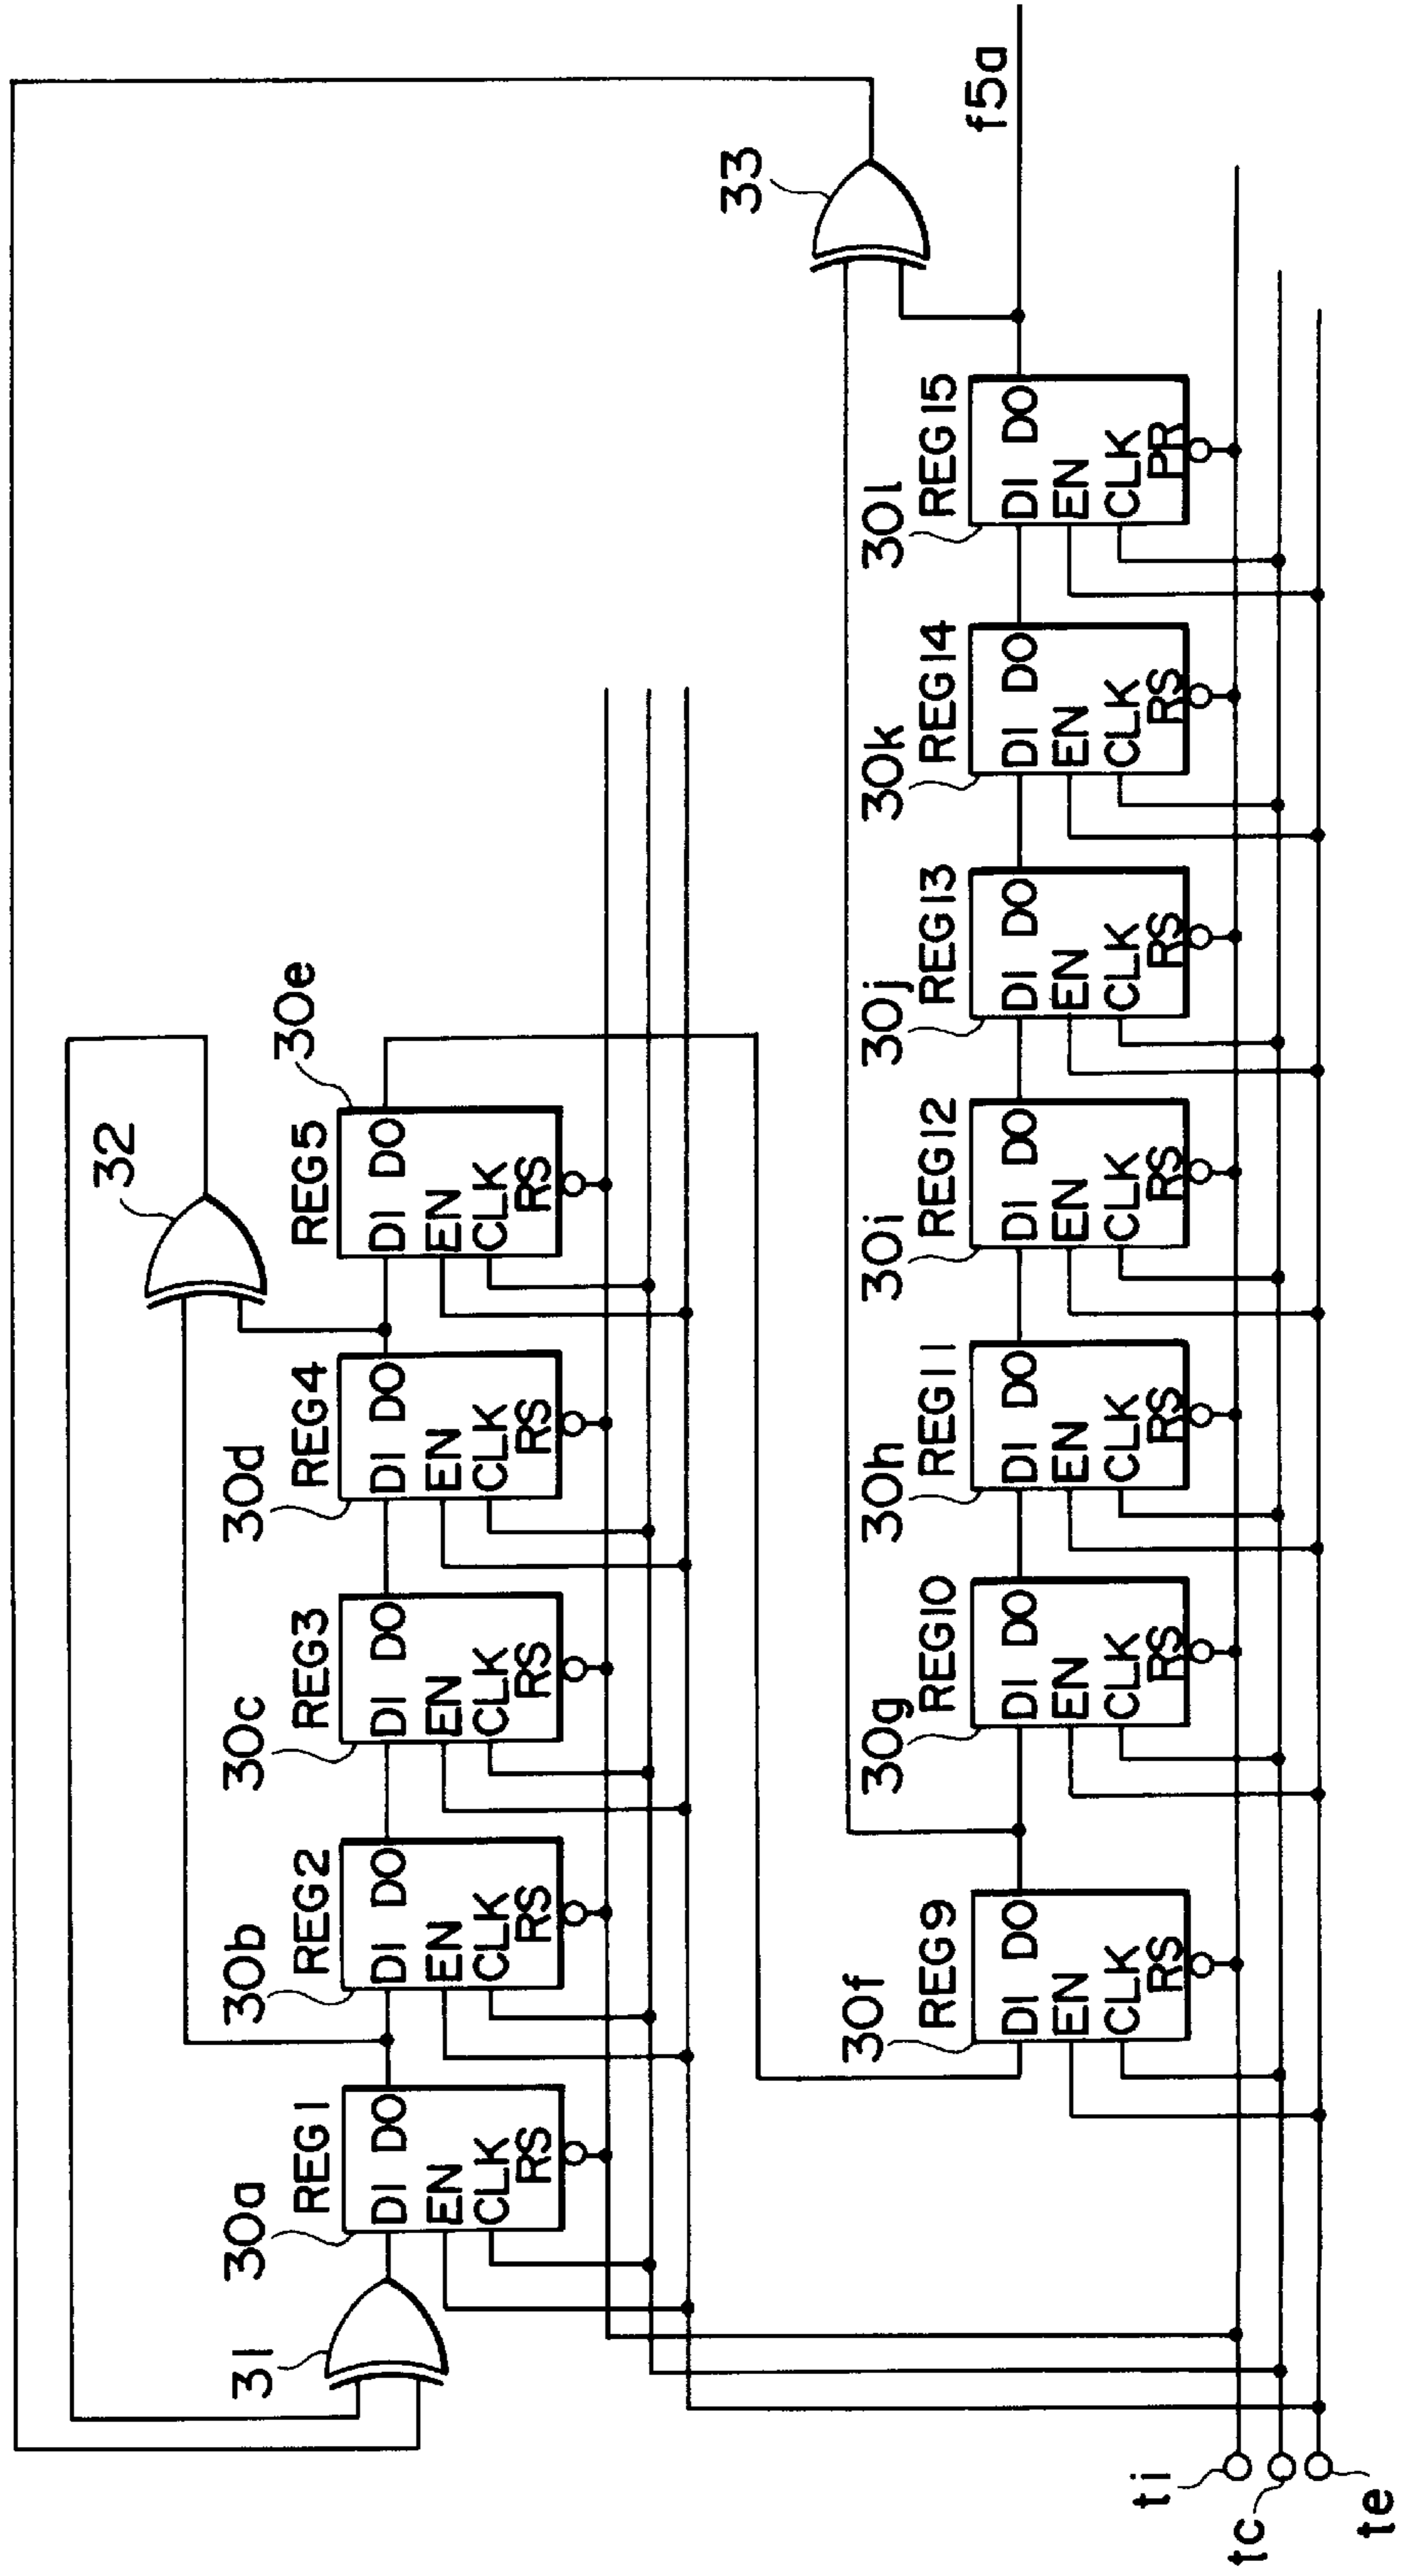 33
f5a
32
30e
31
30a
REG1
DI DO
EN
CLK
RS
30b
REG2
DI DO
EN
CLK
RS
30c
REG3
DI DO
EN
CLK
RS
30d
REG4
DI DO
EN
CLK
RS
REG5
DI DO
EN
CLK
RS
30f
REG9
DI DO
EN
CLK
RS
30g
REG10
DI DO
EN
CLK
RS
30h
REG11
DI DO
EN
CLK
RS
30i
REG12
DI DO
EN
CLK
RS
30j
REG13
DI DO
EN
CLK
RS
30k
REG14
DI DO
EN
CLK
RS
30l
REG15
DI DO
EN
CLK
PR
ti
tc
te